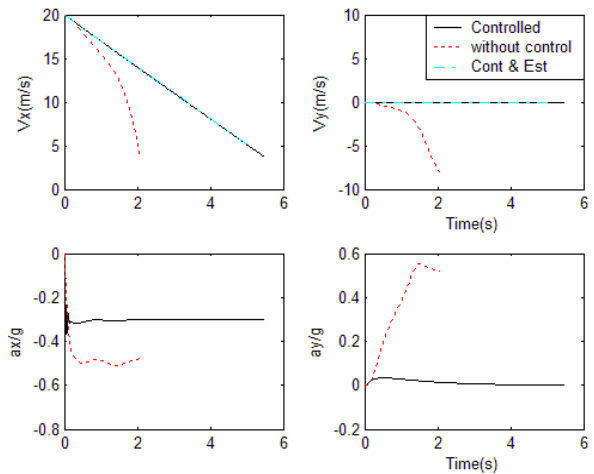 20
15
10
5
0
Vx(m/s)
0 2 4 6
10
5
0
-5
-10
Vy(m/s)
0 2 4 6
Time(s)
Controlled
without control
Cont & Est
0
-0.2
-0.4
-0.6
-0.8
ax/g
0 2 4 6
0.6
0.4
0.2
0
-0.2
ay/g
0 2 4 6
Time(s)